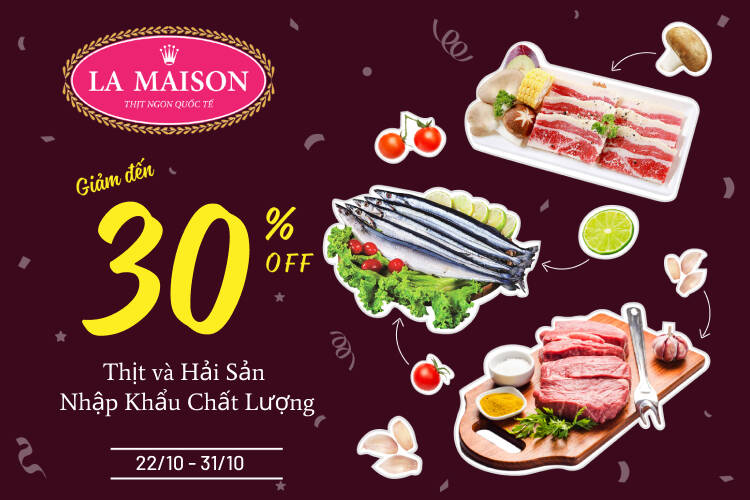 LA MAISON
THỊT NGON QUỐC TẾ
Giảm đến
30%
OFF
Thịt và Hải Sản
Nhập Khẩu Chất Lượng
22/10 - 31/10